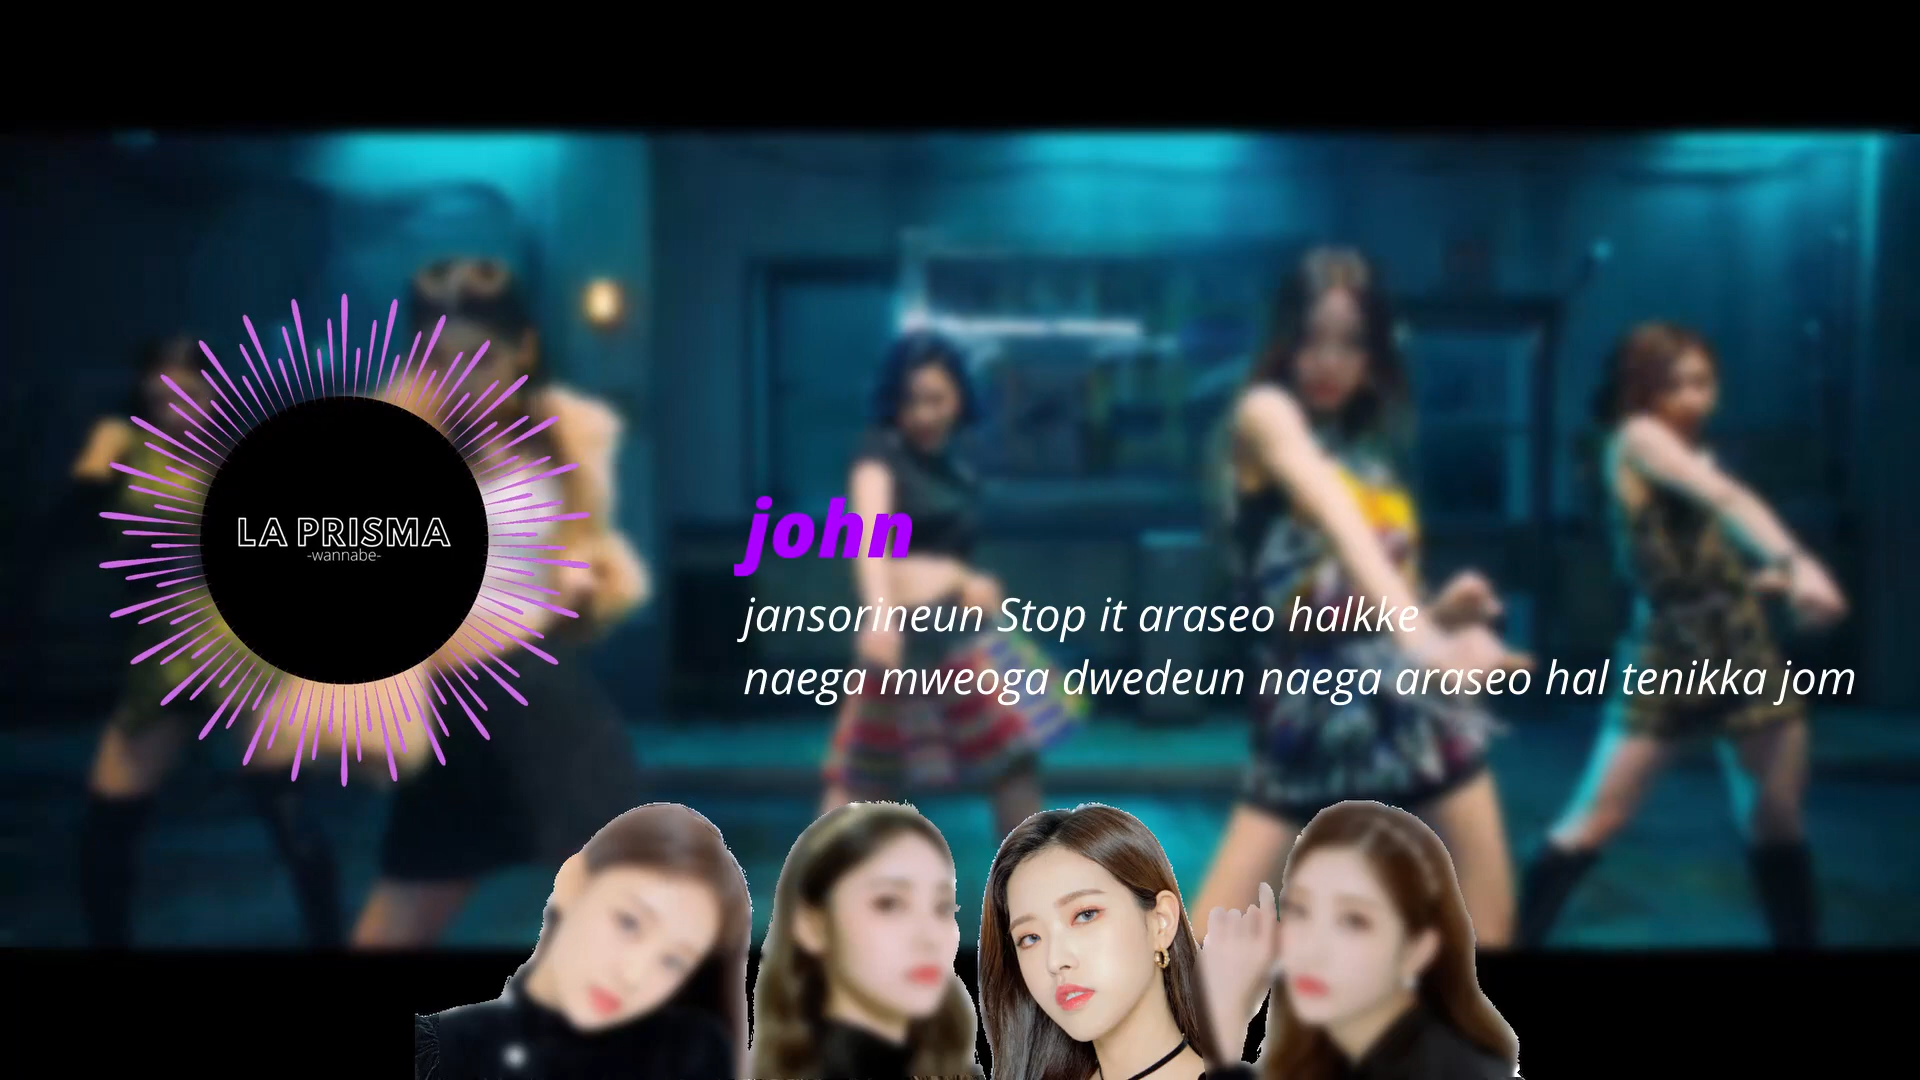 LA PRISMA
-wannabe-
john
jansorineun Stop it araseo halkke
naega mweoga dwedeun naega araseo hal tenikka jom